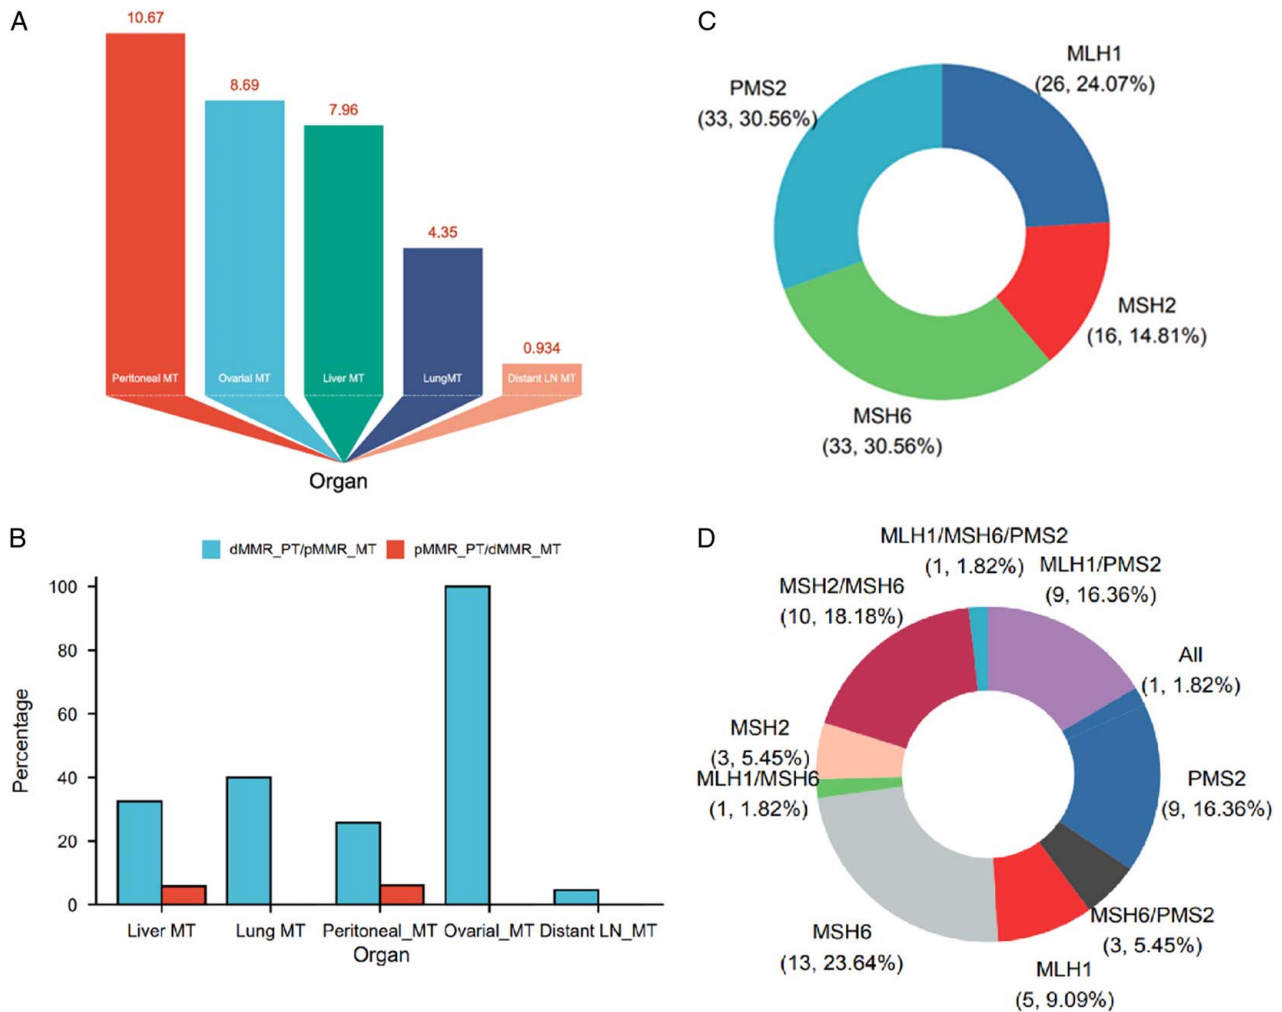 A
10.67
8.69
7.96
4.35
0.934
Peritoneal MT
Ovarial MT
Liver MT
LungMT
Distant LN MT
Organ
B
dMMR_PT/pMMR_MT
pMMR_PT/dMMR_MT
Percentage
100
80
60
40
20
0
Liver MT
Lung MT
Peritoneal_MT
Ovarial_MT
Distant LN_MT
Organ
C
MLH1
(26, 24.07%)
PMS2
(33, 30.56%)
MSH2
(16, 14.81%)
MSH6
(33, 30.56%)
D
MLH1/MSH6/PMS2
(1, 1.82%)
MLH1/PMS2
(9, 16.36%)
MSH2/MSH6
(10, 18.18%)
All
(1, 1.82%)
MSH2
(3, 5.45%)
MLH1/MSH6
(1, 1.82%)
PMS2
(9, 16.36%)
MSH6/PMS2
(3, 5.45%)
MSH6
(13, 23.64%)
MLH1
(5, 9.09%)